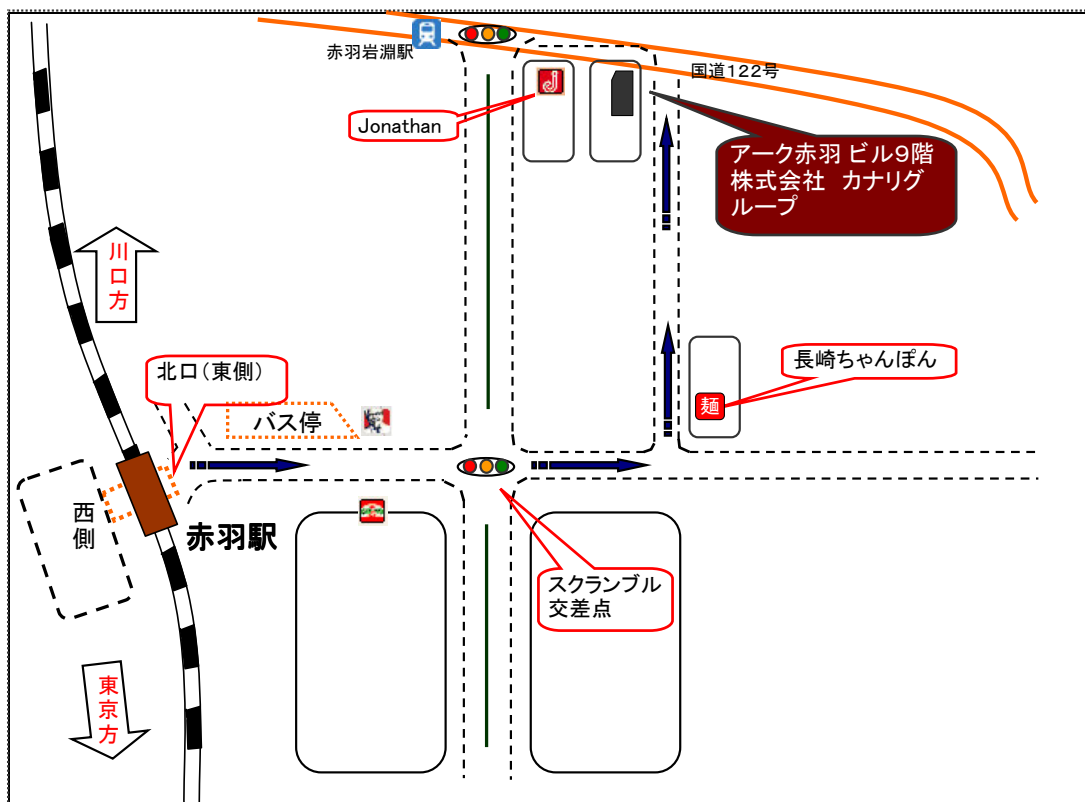 赤羽岩淵駅
国道122号
Jonathan
アーク赤羽 ビル9階
株式会社 カナリグ
ループ
川口方
北口(東側)
長崎ちゃんぽん
バス停
麺
西側
赤羽駅
スクランブル
交差点
東京方